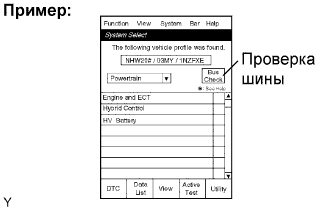 Пример:
Function View System Bar Help
System Select
The following vehicle profile was found.
NHW20# / 03MY / 1NZFXE
Powertrain
Bus Check
: See Help
Engine and ECT
Hybrid Control
HV Battery
DTC
Data List
View
Active Test
Utility
Проверка
шины
Y